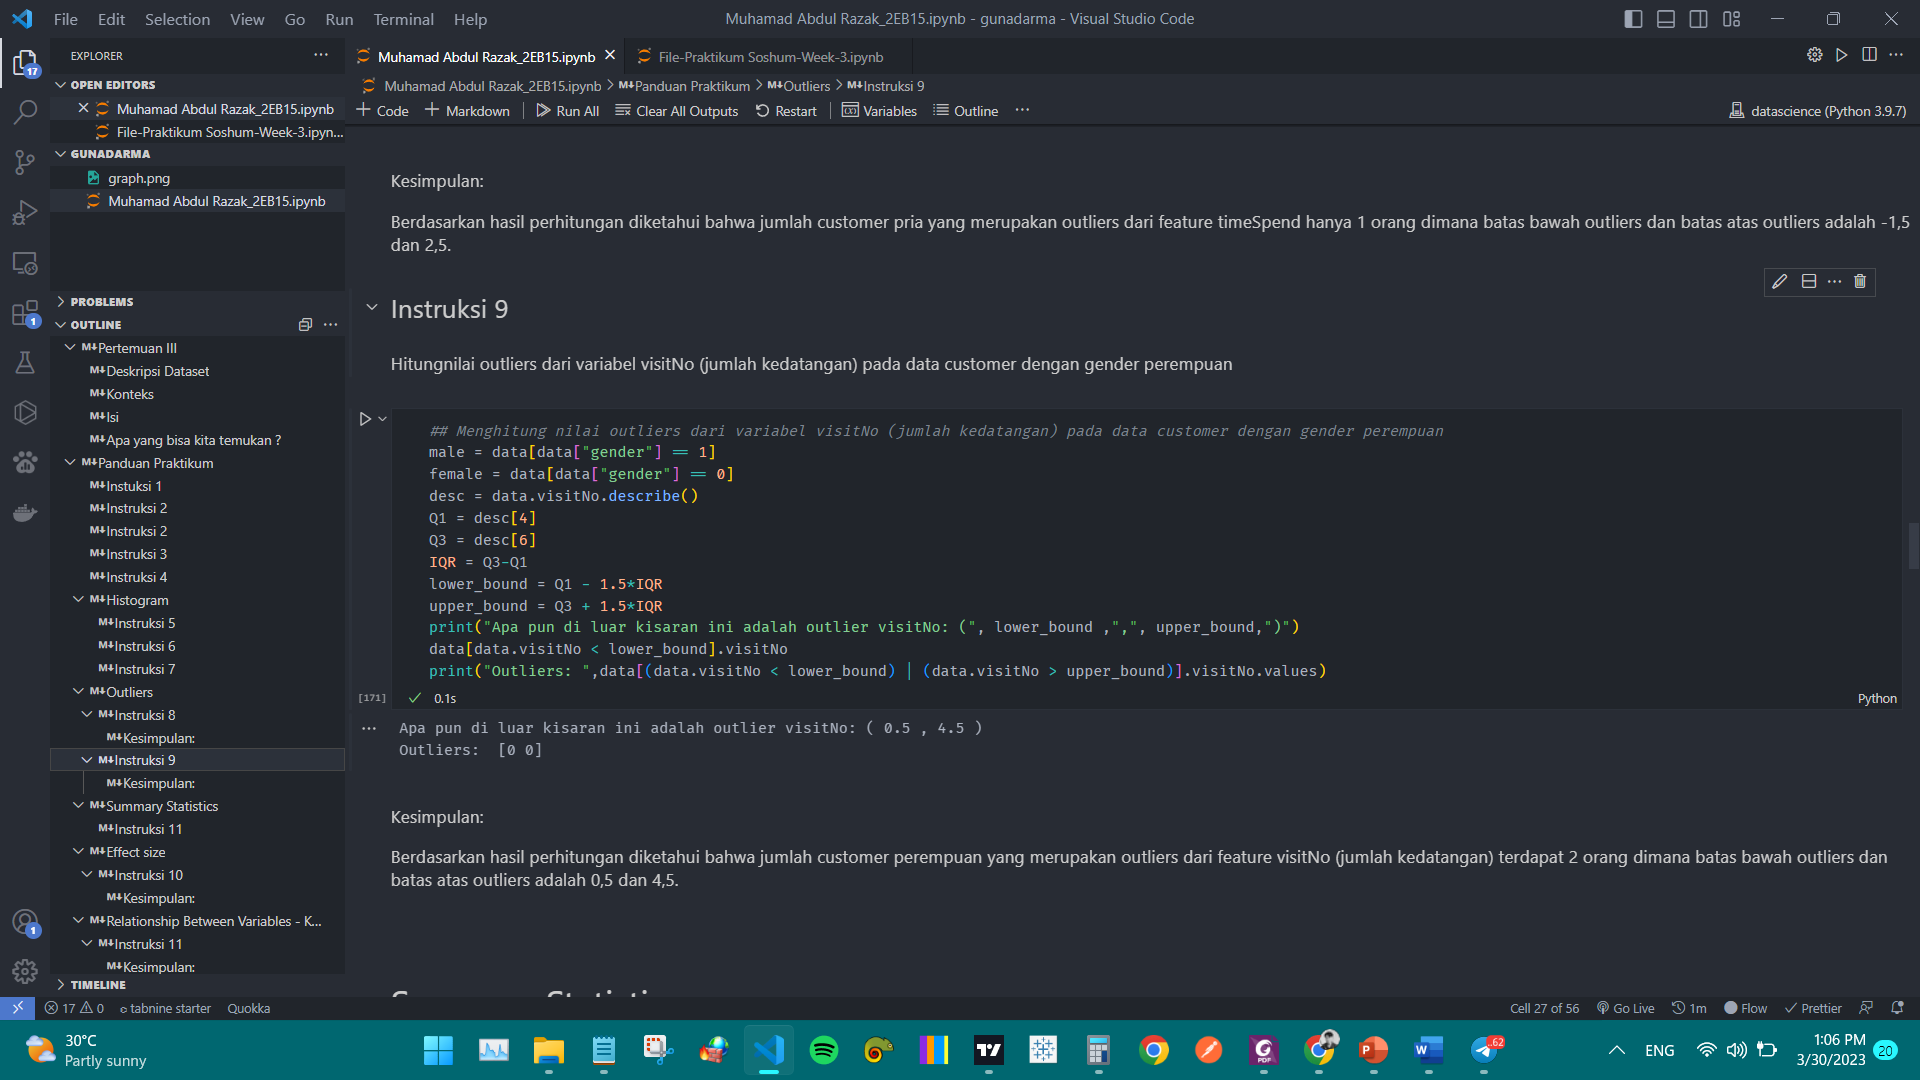 File Edit Selection View Go Run Terminal Help
Muhamad Abdul Razak_2EB15.ipynb - gunadarma - Visual Studio Code
EXPLORER
Muhamad Abdul Razak_2EB15.ipynb
File-Praktikum Soshum-Week-3.ipynb
OPEN EDITORS
Muhamad Abdul Razak_2EB15.ipynb > M↓Panduan Praktikum > M↓Outliers > M↓Instruksi 9
Muhamad Abdul Razak_2EB15.ipynb
File-Praktikum Soshum-Week-3.ipyn...
+ Code + Markdown Run All Clear All Outputs Restart Variables Outline ...
datascience (Python 3.9.7)
GUNADARMA
graph.png
Muhamad Abdul Razak_2EB15.ipynb
17
1
PROBLEMS
OUTLINE
M↓Pertemuan III
M↓Deskripsi Dataset
M↓Konteks
M↓Isi
M↓Apa yang bisa kita temukan ?
M↓Panduan Praktikum
M↓Instuksi 1
M↓Instruksi 2
M↓Instruksi 2
M↓Instruksi 3
M↓Instruksi 4
M↓Histogram
M↓Instruksi 5
M↓Instruksi 6
M↓Instruksi 7
M↓Outliers
M↓Instruksi 8
M↓Kesimpulan:
M↓Instruksi 9
M↓Kesimpulan:
M↓Summary Statistics
M↓Instruksi 11
M↓Effect size
M↓Instruksi 10
M↓Kesimpulan:
M↓Relationship Between Variables - K...
M↓Instruksi 11
M↓Kesimpulan:
TIMELINE
1
Kesimpulan:
Berdasarkan hasil perhitungan diketahui bahwa jumlah customer pria yang merupakan outliers dari feature timeSpend hanya 1 orang dimana batas bawah outliers dan batas atas outliers adalah -1,5
dan 2,5.
Instruksi 9
Hitungnilai outliers dari variabel visitNo (jumlah kedatangan) pada data customer dengan gender perempuan
## Menghitung nilai outliers dari variabel visitNo (jumlah kedatangan) pada data customer dengan gender perempuan
male = data[data["gender"] == 1]
female = data[data["gender"] == 0]
desc = data.visitNo.describe()
Q1 = desc[4]
Q3 = desc[6]
IQR = Q3-Q1
lower_bound = Q1 - 1.5*IQR
upper_bound = Q3 + 1.5*IQR
print("Apa pun di luar kisaran ini adalah outlier visitNo: (", lower_bound ,",", upper_bound,")")
data[data.visitNo < lower_bound].visitNo
print("Outliers: ",data[(data.visitNo < lower_bound) | (data.visitNo > upper_bound)].visitNo.values)
[171] ✓ 0.1s Python
Apa pun di luar kisaran ini adalah outlier visitNo: ( 0.5 , 4.5 )
Outliers:  [0 0]
Kesimpulan:
Berdasarkan hasil perhitungan diketahui bahwa jumlah customer perempuan yang merupakan outliers dari feature visitNo (jumlah kedatangan) terdapat 2 orang dimana batas bawah outliers dan
batas atas outliers adalah 0,5 dan 4,5.
17 0 tabnine starter Quokka
Cell 27 of 56 Go Live 1m Flow Prettier
30°C
Partly sunny
PDF
62
ENG
1:06 PM
3/30/2023
20